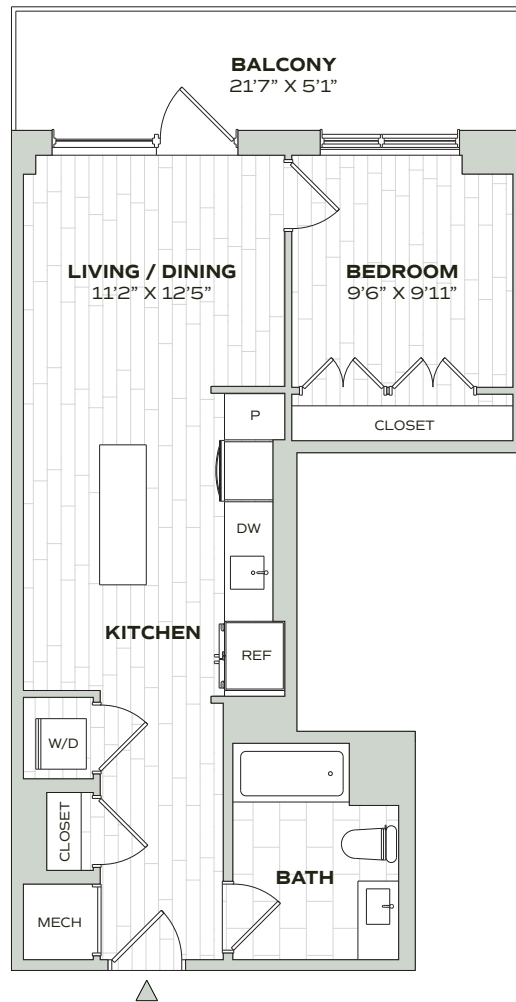 BALCONY
21’7” X 5’1”
LIVING / DINING
11’2” X 12’5”
BEDROOM
9’6” X 9’11”
P
CLOSET
DW
KITCHEN
REF
W/D
CLOSET
BATH
MECH